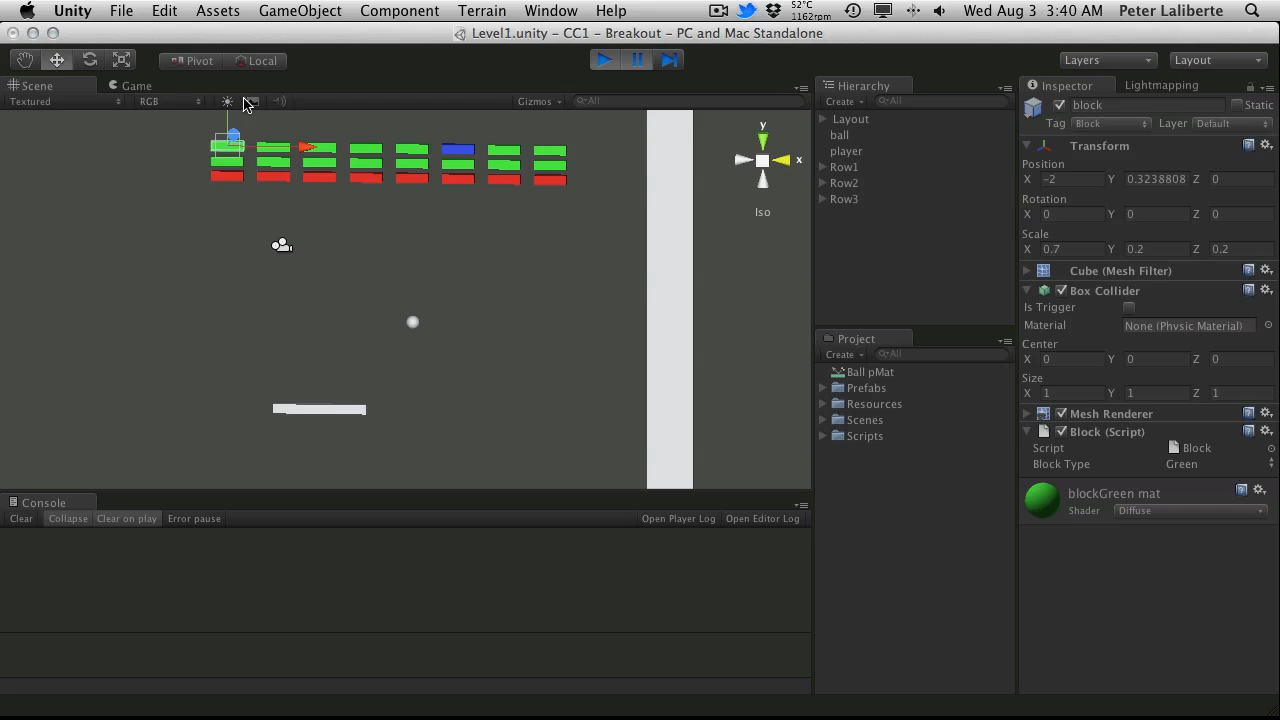 Unity File Edit Assets GameObject Component Terrain Window Help 52°C 1162rpm Wed Aug 3 3:40 AM Peter Laliberte
Level1.unity – CC1 – Breakout – PC and Mac Standalone
Pivot Local Layers Layout
Scene Game
Textured RGB Gizmos All
y
x
Iso
Hierarchy
Create All
Layout
ball
player
Row1
Row2
Row3
Project
Create All
Ball pMat
Prefabs
Resources
Scenes
Scripts
Inspector Lightmapping
block Static
Tag Block Layer Default
Transform
Position
X -2 Y 0.3238808 Z 0
Rotation
X 0 Y 0 Z 0
Scale
X 0.7 Y 0.2 Z 0.2
Cube (Mesh Filter)
Box Collider
Is Trigger
Material None (Physic Material)
Center
X 0 Y 0 Z 0
Size
X 1 Y 1 Z 1
Mesh Renderer
Block (Script)
Script Block
Block Type Green
blockGreen mat
Shader Diffuse
Console
Clear Collapse Clear on play Error pause Open Player Log Open Editor Log